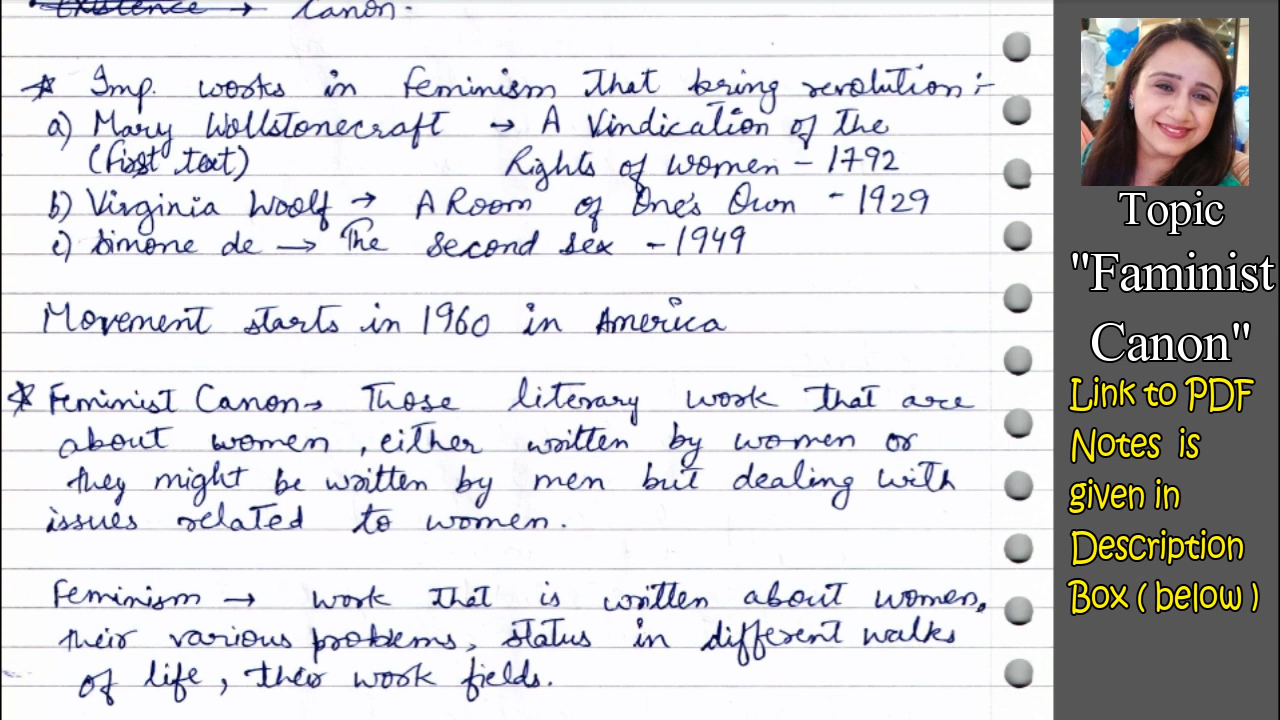 Existence → Canon.
* Imp. works in Feminism that bring revolution :-
a) Mary Wollstonecraft → A Vindication of the
(First text) Rights of women - 1792
b) Virginia Woolf → A Room of One's Own - 1929
c) Simone de → The Second Sex - 1949
Movement starts in 1960 in America
* Feminist Canon → Those literary work that are
about women, either written by women or
they might be written by men but dealing with
issues related to women.
Feminism → work that is written about women,
their various problems, status in different walks
of life, their work fields.
Topic
"Faminist
Canon"
Link to PDF
Notes is
given in
Description
Box ( below )